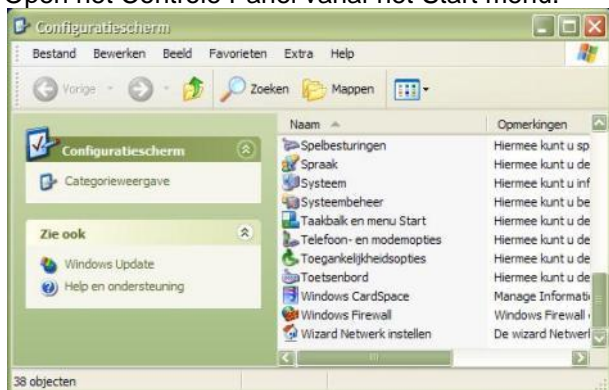 Open het Controle Panel vanaf het Start menu.
Configuratiescherm
Bestand Bewerken Beeld Favorieten Extra Help
Vorige Zoeken Mappen
Configuratiescherm
Categorieweergave
Zie ook
Windows Update
Help en ondersteuning
Naam Opmerkingen
Spelbesturingen Hiermee kunt u sp
Spraak Hiermee kunt u de
Systeem Hiermee kunt u inf
Systeembeheer Hiermee kunt u be
Taakbalk en menu Start Hiermee kunt u de
Telefoon- en modemopties Hiermee kunt u de
Toegankelijkheidsopties Hiermee kunt u de
Toetsenbord Hiermee kunt u de
Windows CardSpace Manage Informati
Windows Firewall Windows Firewall
Wizard Netwerk instellen De wizard Netwerk
38 objecten